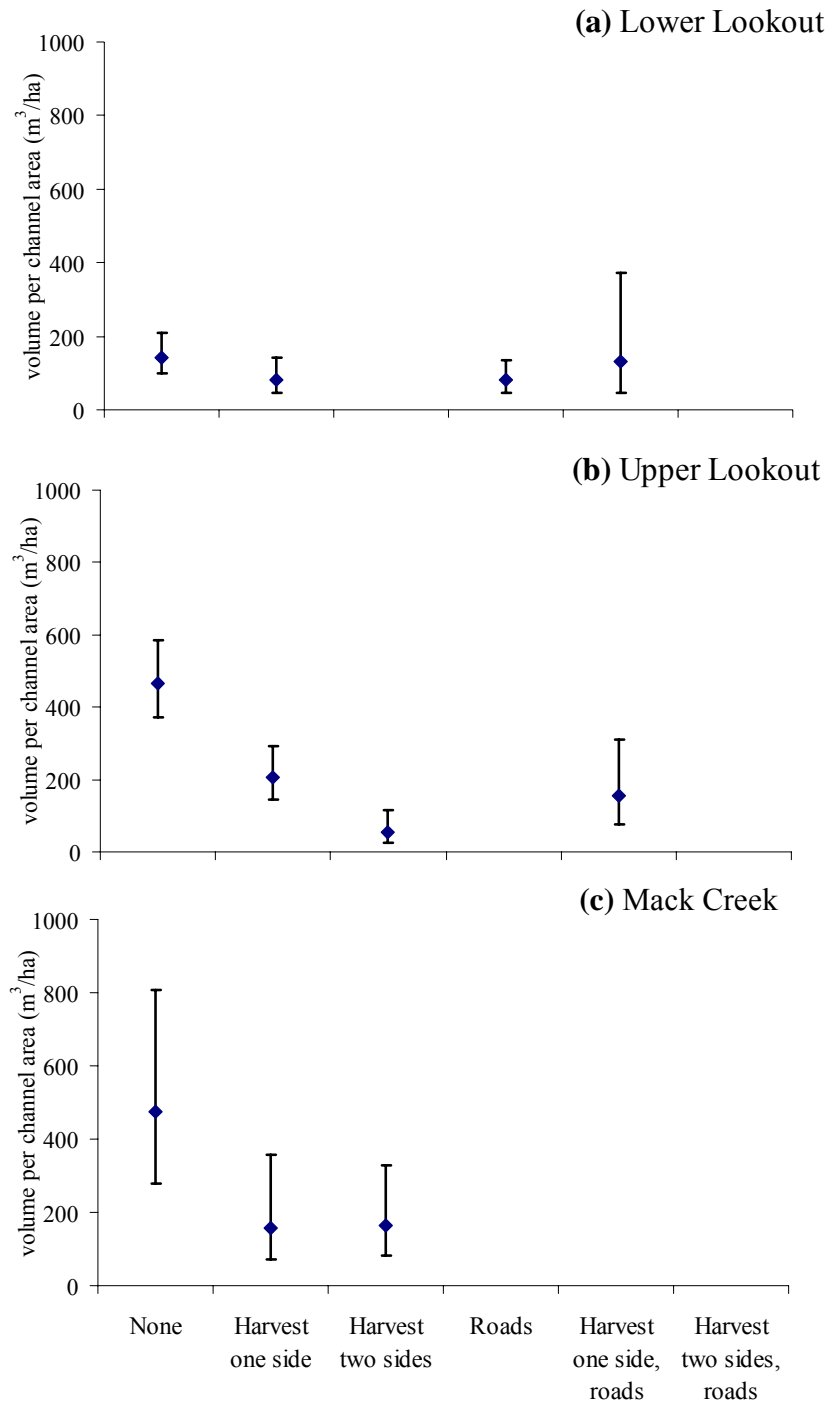 (a) Lower Lookout
volume per channel area (m³/ha)
1000
800
600
400
200
0
(b) Upper Lookout
volume per channel area (m³/ha)
1000
800
600
400
200
0
(c) Mack Creek
volume per channel area (m³/ha)
1000
800
600
400
200
0
None
Harvest
one side
Harvest
two sides
Roads
Harvest
one side,
roads
Harvest
two sides,
roads